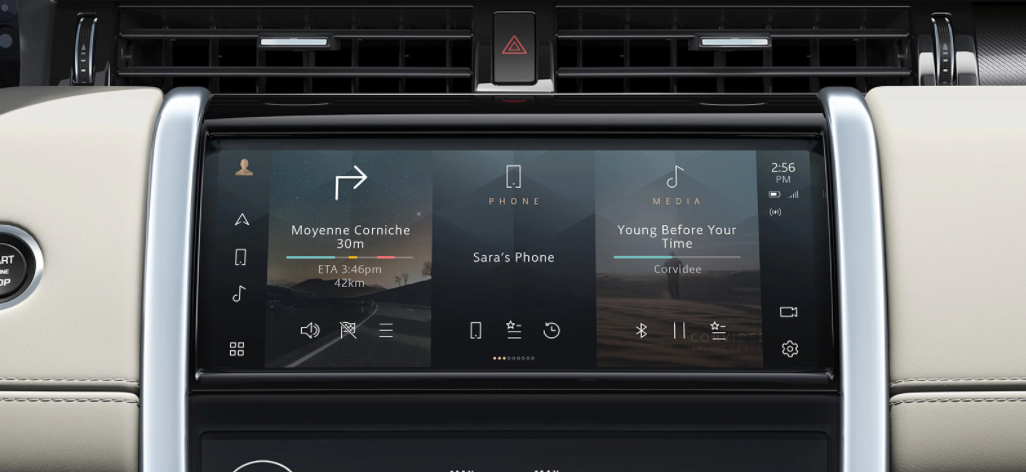 2:56
PM
PHONE
MEDIA
Moyenne Corniche
30m
ETA 3:46pm
42km
Sara's Phone
Young Before Your
Time
Corvidee